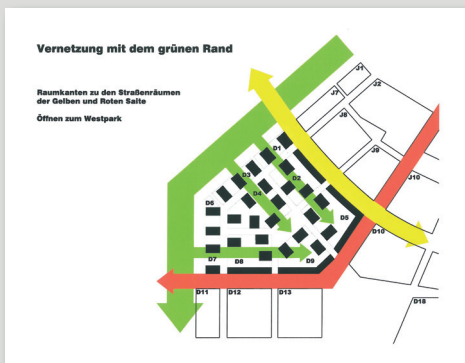 Vernetzung mit dem grünen Rand
Raumkanten zu den Straßenräumen
der Gelben und Roten Saite
Öffnen zum Westpark
J1
J7
J2
J8
D1
J9
D3
D2
J10
D4
D6
D5
D10
D7
D8
D9
D11
D12
D13
D18